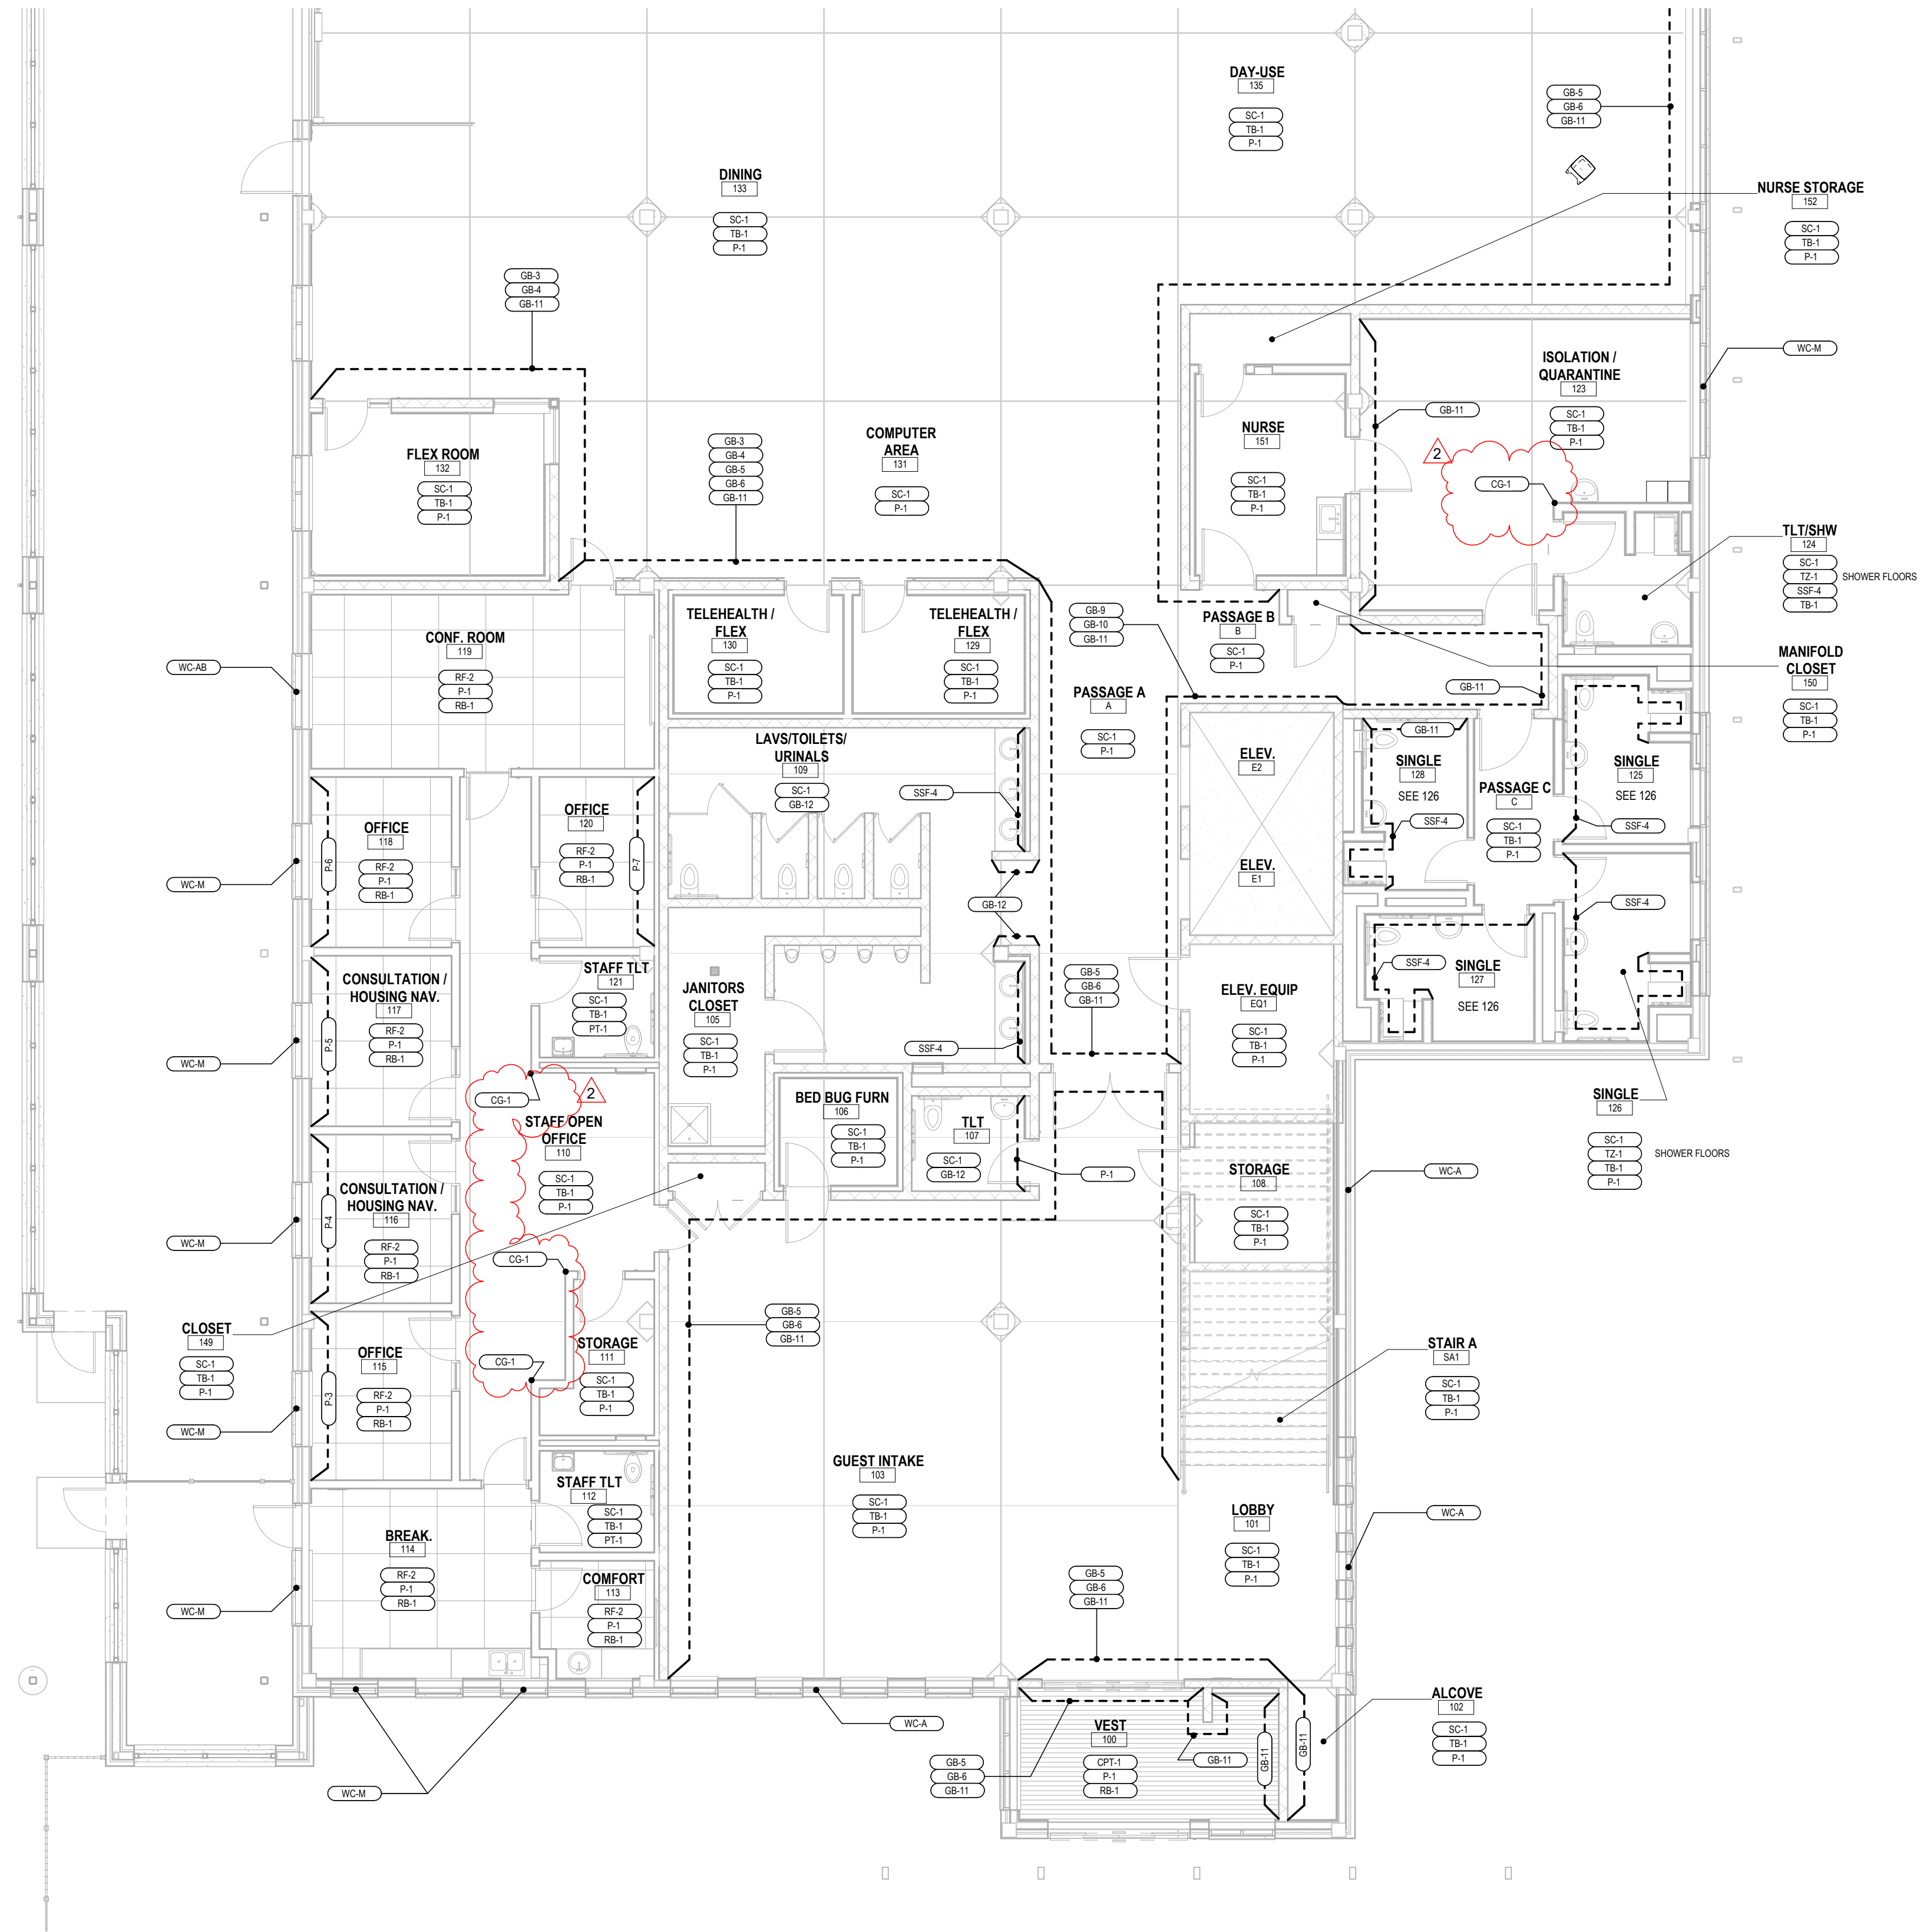 DAY-USE
135
SC-1
TB-1
P-1
GB-5
GB-6
GB-11
DINING
133
SC-1
TB-1
P-1
NURSE STORAGE
152
SC-1
TB-1
P-1
GB-3
GB-4
GB-11
WC-M
ISOLATION /
QUARANTINE
123
SC-1
TB-1
P-1
GB-11
2
CG-1
NURSE
151
SC-1
TB-1
P-1
COMPUTER
AREA
131
SC-1
P-1
GB-3
GB-4
GB-5
GB-6
GB-11
FLEX ROOM
132
SC-1
TB-1
P-1
TLT/SHW
124
SC-1
TZ-1 SHOWER FLOORS
SSF-4
TB-1
TELEHEALTH /
FLEX
130
SC-1
TB-1
P-1
TELEHEALTH /
FLEX
129
SC-1
TB-1
P-1
GB-9
GB-10
GB-11
PASSAGE B
B
SC-1
P-1
CONF. ROOM
119
RF-2
P-1
RB-1
WC-AB
MANIFOLD
CLOSET
150
SC-1
TB-1
P-1
GB-11
PASSAGE A
A
SC-1
P-1
LAVS/TOILETS/
URINALS
109
SC-1
GB-12
SSF-4
ELEV.
E2
ELEV.
E1
GB-11
SINGLE
128
SEE 126
SSF-4
PASSAGE C
C
SC-1
TB-1
P-1
SINGLE
125
SEE 126
SSF-4
OFFICE
118
RF-2
P-1
RB-1
P-6
OFFICE
120
RF-2
P-1
RB-1
P-7
WC-M
GB-12
SSF-4
SSF-4
SINGLE
127
SEE 126
CONSULTATION /
HOUSING NAV.
117
RF-2
P-1
RB-1
P-5
STAFF TLT
121
SC-1
TB-1
PT-1
JANITORS
CLOSET
105
SC-1
TB-1
P-1
GB-5
GB-6
GB-11
ELEV. EQUIP
EQ1
SC-1
TB-1
P-1
SSF-4
WC-M
CG-1
2
STAFF OPEN
OFFICE
110
SC-1
TB-1
P-1
BED BUG FURN
106
SC-1
TB-1
P-1
TLT
107
SC-1
GB-12
P-1
SINGLE
126
SC-1
TZ-1 SHOWER FLOORS
TB-1
P-1
STORAGE
108
SC-1
TB-1
P-1
WC-A
CONSULTATION /
HOUSING NAV.
116
RF-2
P-1
RB-1
P-4
WC-M
CG-1
GB-5
GB-6
GB-11
CLOSET
149
SC-1
TB-1
P-1
OFFICE
115
RF-2
P-1
RB-1
P-3
CG-1
STORAGE
111
SC-1
TB-1
P-1
STAIR A
SA1
SC-1
TB-1
P-1
WC-M
GUEST INTAKE
103
SC-1
TB-1
P-1
STAFF TLT
112
SC-1
TB-1
PT-1
LOBBY
101
SC-1
TB-1
P-1
WC-A
BREAK.
114
RF-2
P-1
RB-1
COMFORT
113
RF-2
P-1
RB-1
WC-M
GB-5
GB-6
GB-11
WC-A
ALCOVE
102
SC-1
TB-1
P-1
VEST
100
CPT-1
P-1
RB-1
GB-11
GB-11
GB-11
GB-5
GB-6
GB-11
WC-M